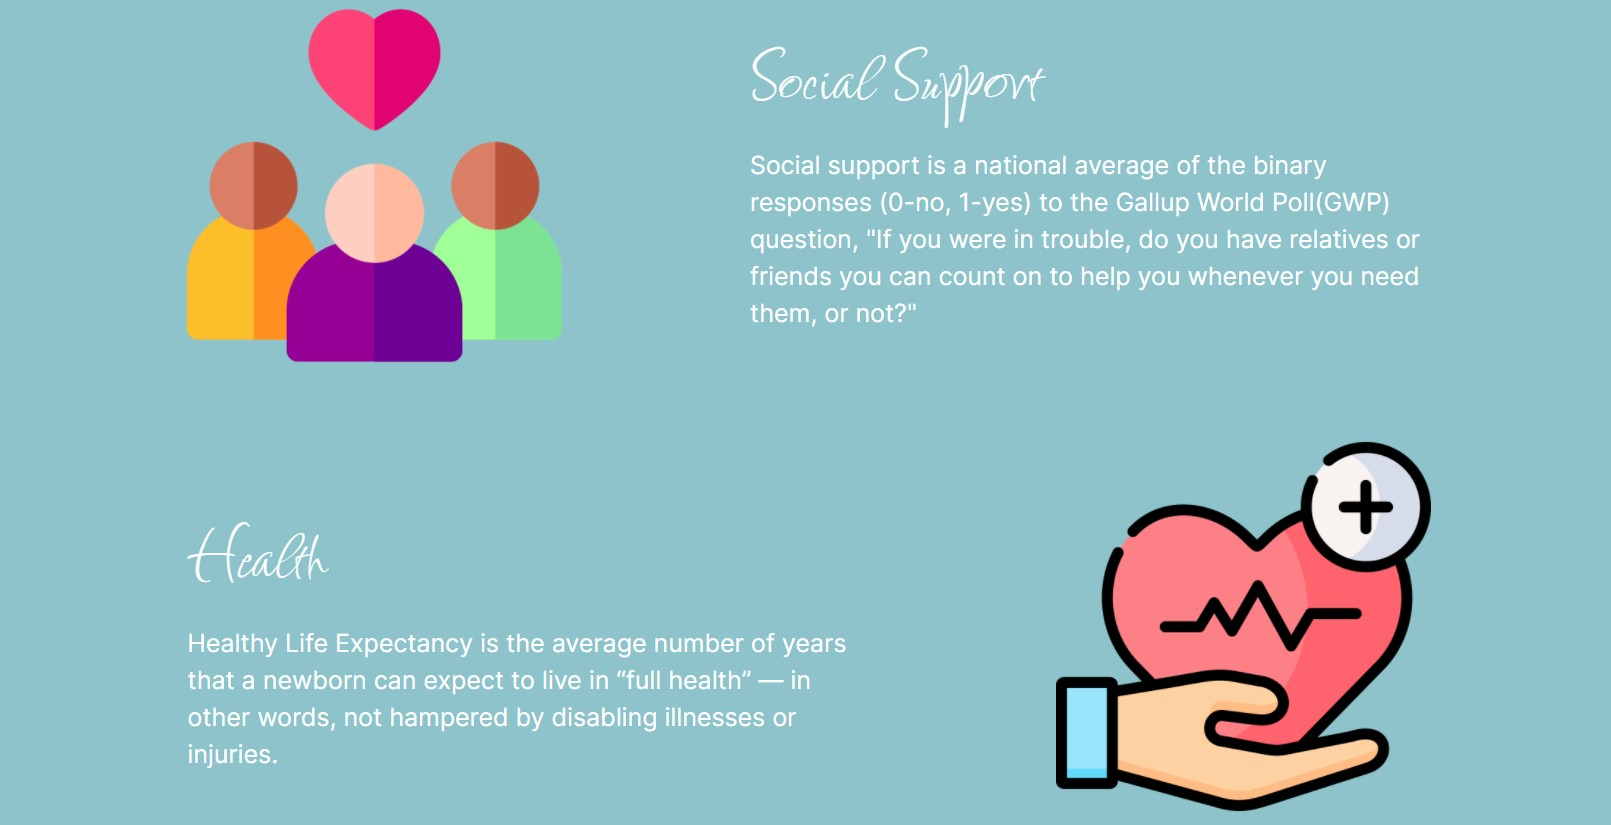 Social Support
Social support is a national average of the binary
responses (0-no, 1-yes) to the Gallup World Poll(GWP)
question, "If you were in trouble, do you have relatives or
friends you can count on to help you whenever you need
them, or not?"
Health
Healthy Life Expectancy is the average number of years
that a newborn can expect to live in “full health” — in
other words, not hampered by disabling illnesses or
injuries.